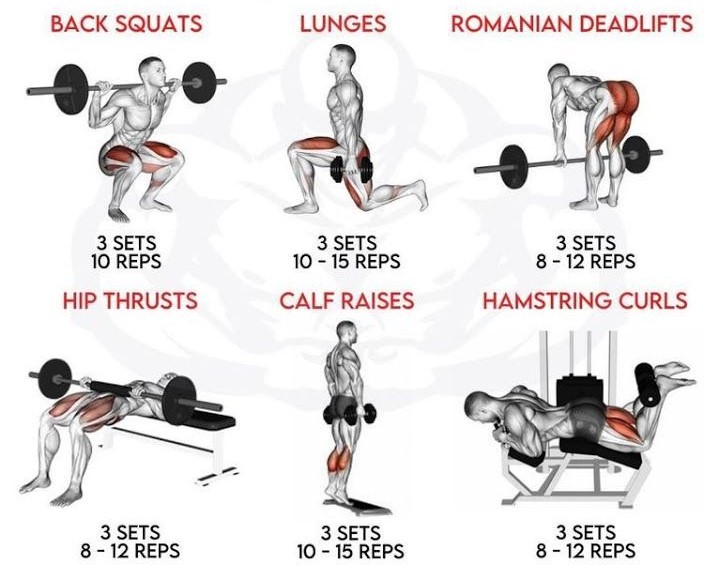 BACK SQUATS
LUNGES
ROMANIAN DEADLIFTS
3 SETS
10 REPS
3 SETS
10 - 15 REPS
3 SETS
8 - 12 REPS
HIP THRUSTS
CALF RAISES
HAMSTRING CURLS
3 SETS
8 - 12 REPS
3 SETS
10 - 15 REPS
3 SETS
8 - 12 REPS